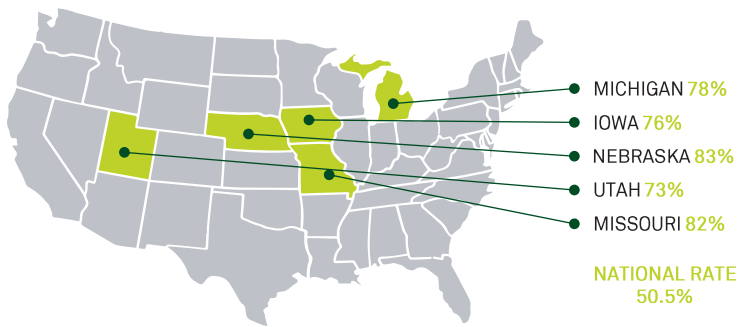 MICHIGAN 78%
IOWA 76%
NEBRASKA 83%
UTAH 73%
MISSOURI 82%
NATIONAL RATE
50.5%